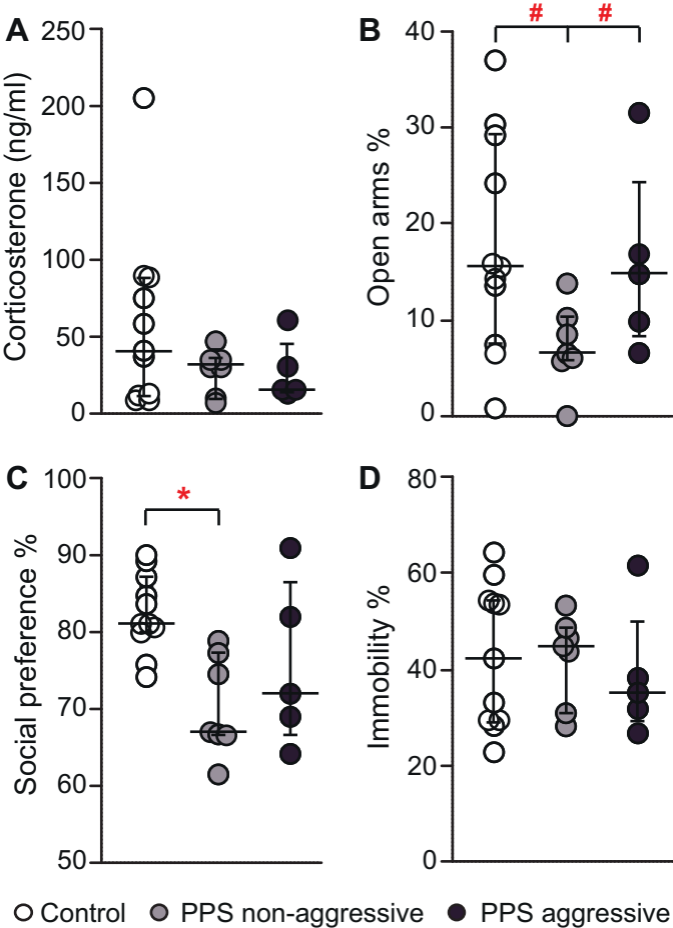 A
Corticosterone (ng/ml)
250
200
150
100
50
0
B
Open arms %
40
30
20
10
0
# #
C
Social preference %
100
90
80
70
60
50
*
D
Immobility %
80
60
40
20
0
Control PPS non-aggressive PPS aggressive